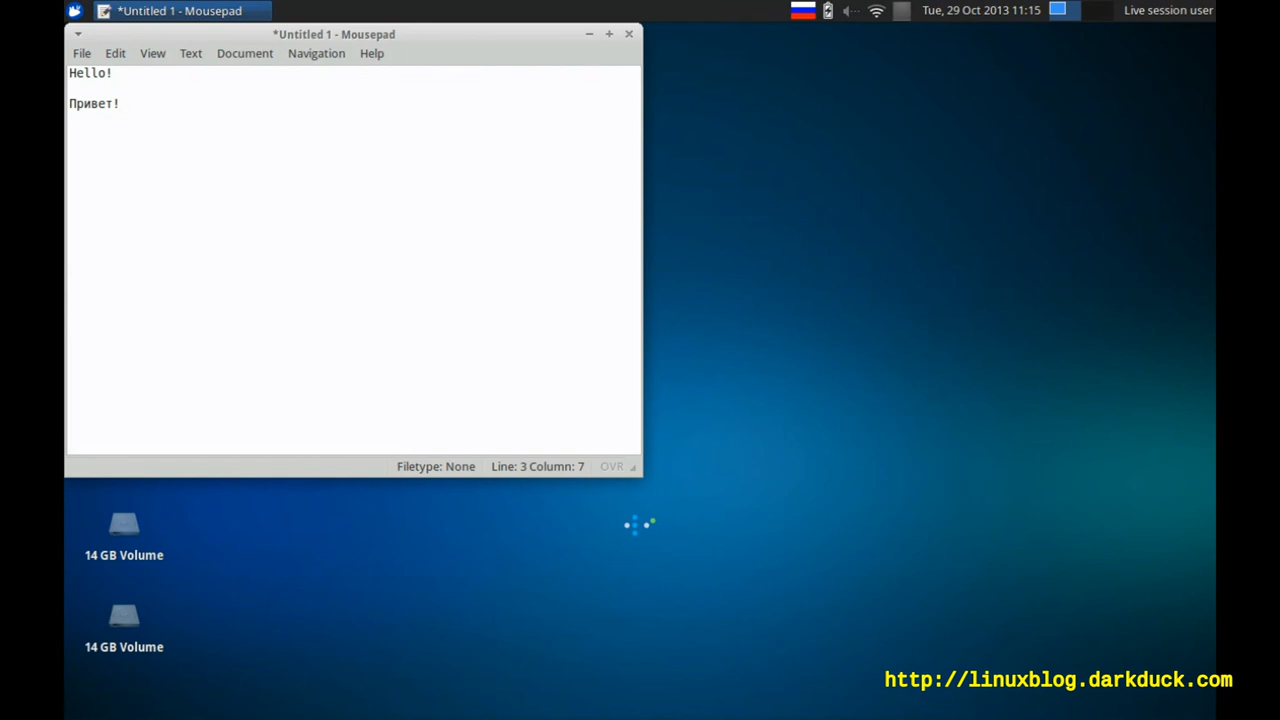 *Untitled 1 - Mousepad
Tue, 29 Oct 2013 11:15
Live session user
*Untitled 1 - Mousepad
File Edit View Text Document Navigation Help
Hello!
Привет!
Filetype: None Line: 3 Column: 7 OVR
14 GB Volume
14 GB Volume
http://linuxblog.darkduck.com